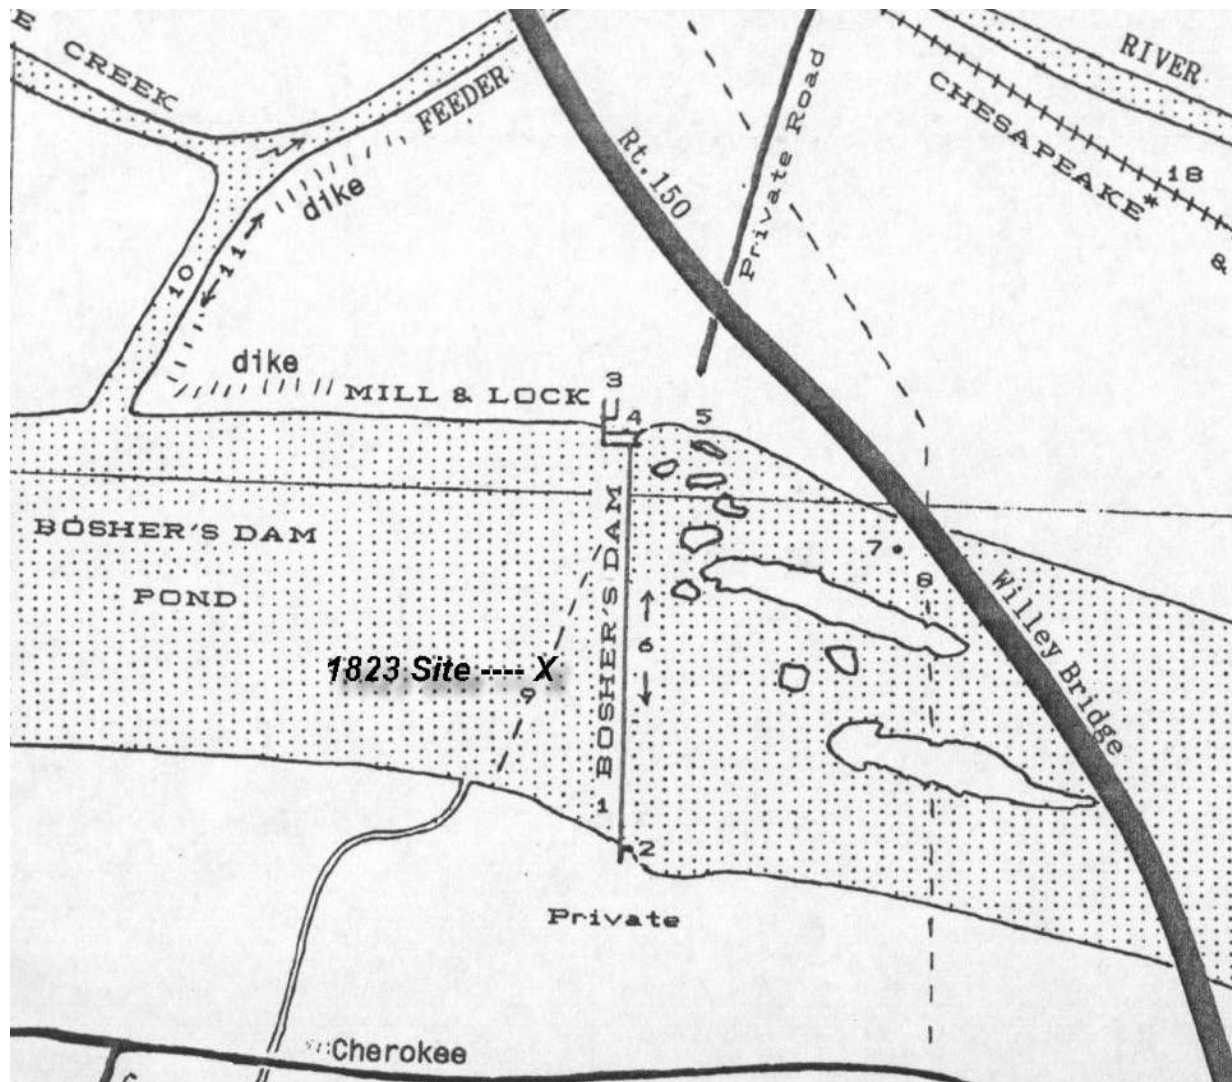 E CREEK
RIVER
FEEDER
Rt. 150
Private Road
CHESAPEAKE*
18
&
dike
11
10
dike
MILL & LOCK
3
4
5
BOSHER'S DAM
POND
BOSHER'S DAM
7
8
Willey Bridge
6
1823 Site ---- X
9
1
2
Private
Cherokee